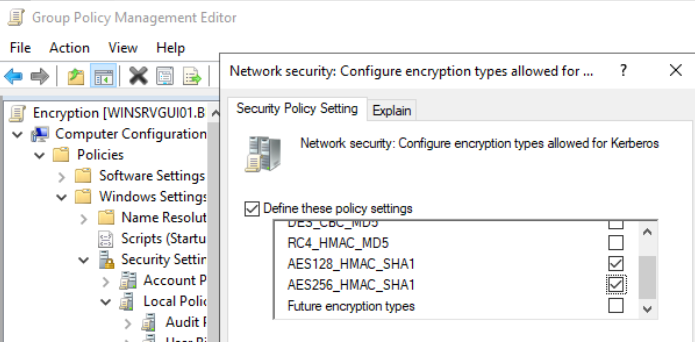 Group Policy Management Editor
File Action View Help
Network security: Configure encryption types allowed for ... ? ×
Security Policy Setting Explain
Network security: Configure encryption types allowed for Kerberos
Define these policy settings
DES_CBC_MD5
RC4_HMAC_MD5
AES128_HMAC_SHA1
AES256_HMAC_SHA1
Future encryption types
Encryption [WINSRVGUI01.B
Computer Configuration
Policies
Software Settings
Windows Settings
Name Resolut
Scripts (Startu
Security Settin
Account P
Local Polic
Audit P